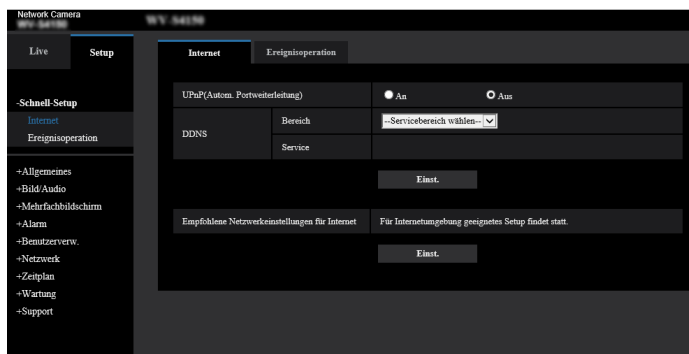 Network Camera
WV-S4150
Live
Setup
-Schnell-Setup
Internet
Ereignisoperation
+Allgemeines
+Bild/Audio
+Mehrfachbildschirm
+Alarm
+Benutzerverw.
+Netzwerk
+Zeitplan
+Wartung
+Support
Internet
Ereignisoperation
UPnP(Autom. Portweiterleitung)
An
Aus
DDNS
Bereich
--Servicebereich wählen--
Service
Einst.
Empfohlene Netzwerkeinstellungen für Internet
Für Internetumgebung geeignetes Setup findet statt.
Einst.